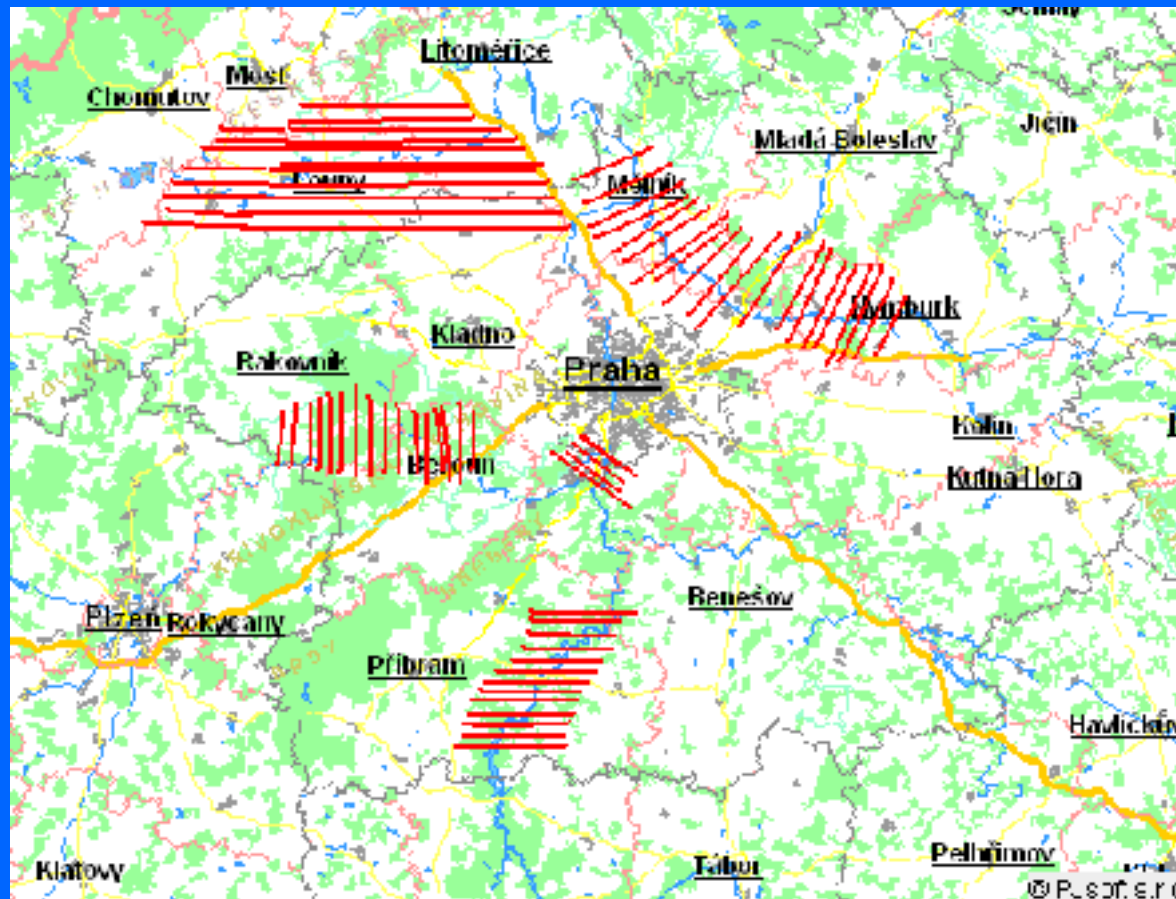 Litoměřice
Most
Chomutov
Jičín
Mladá Boleslav
Louny
Mělník
Nymburk
Kladno
Rakovník
Praha
Kolín
Beroun
Kutná Hora
Benešov
Plzeň
Rokycany
Příbram
Pelhřimov
Klatovy
Tábor